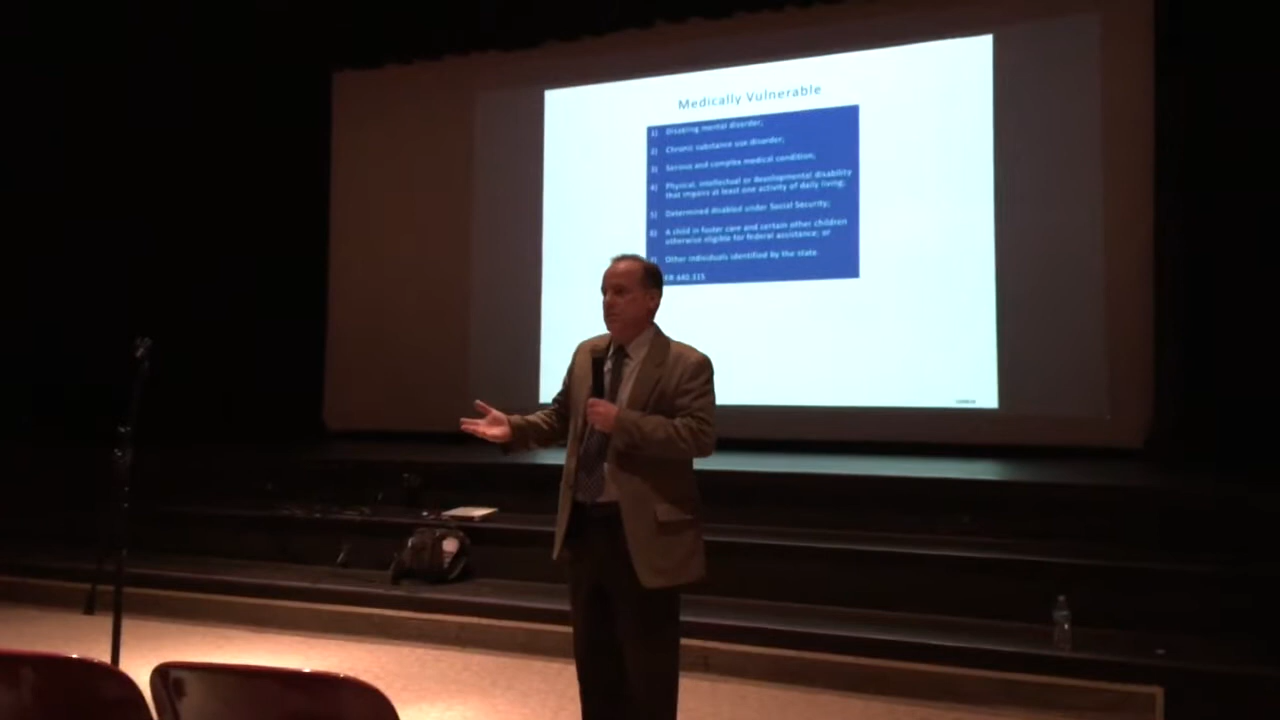 Medically Vulnerable
1) Disabling mental disorder;
2) Chronic substance use disorder;
3) Serious and complex medical condition;
4) Physical, intellectual or developmental disability
that impairs at least one activity of daily living;
5) Determined disabled under Social Security;
6) A child in foster care and certain other children
otherwise eligible for federal assistance; or
Other individuals identified by the state
FR 440.315